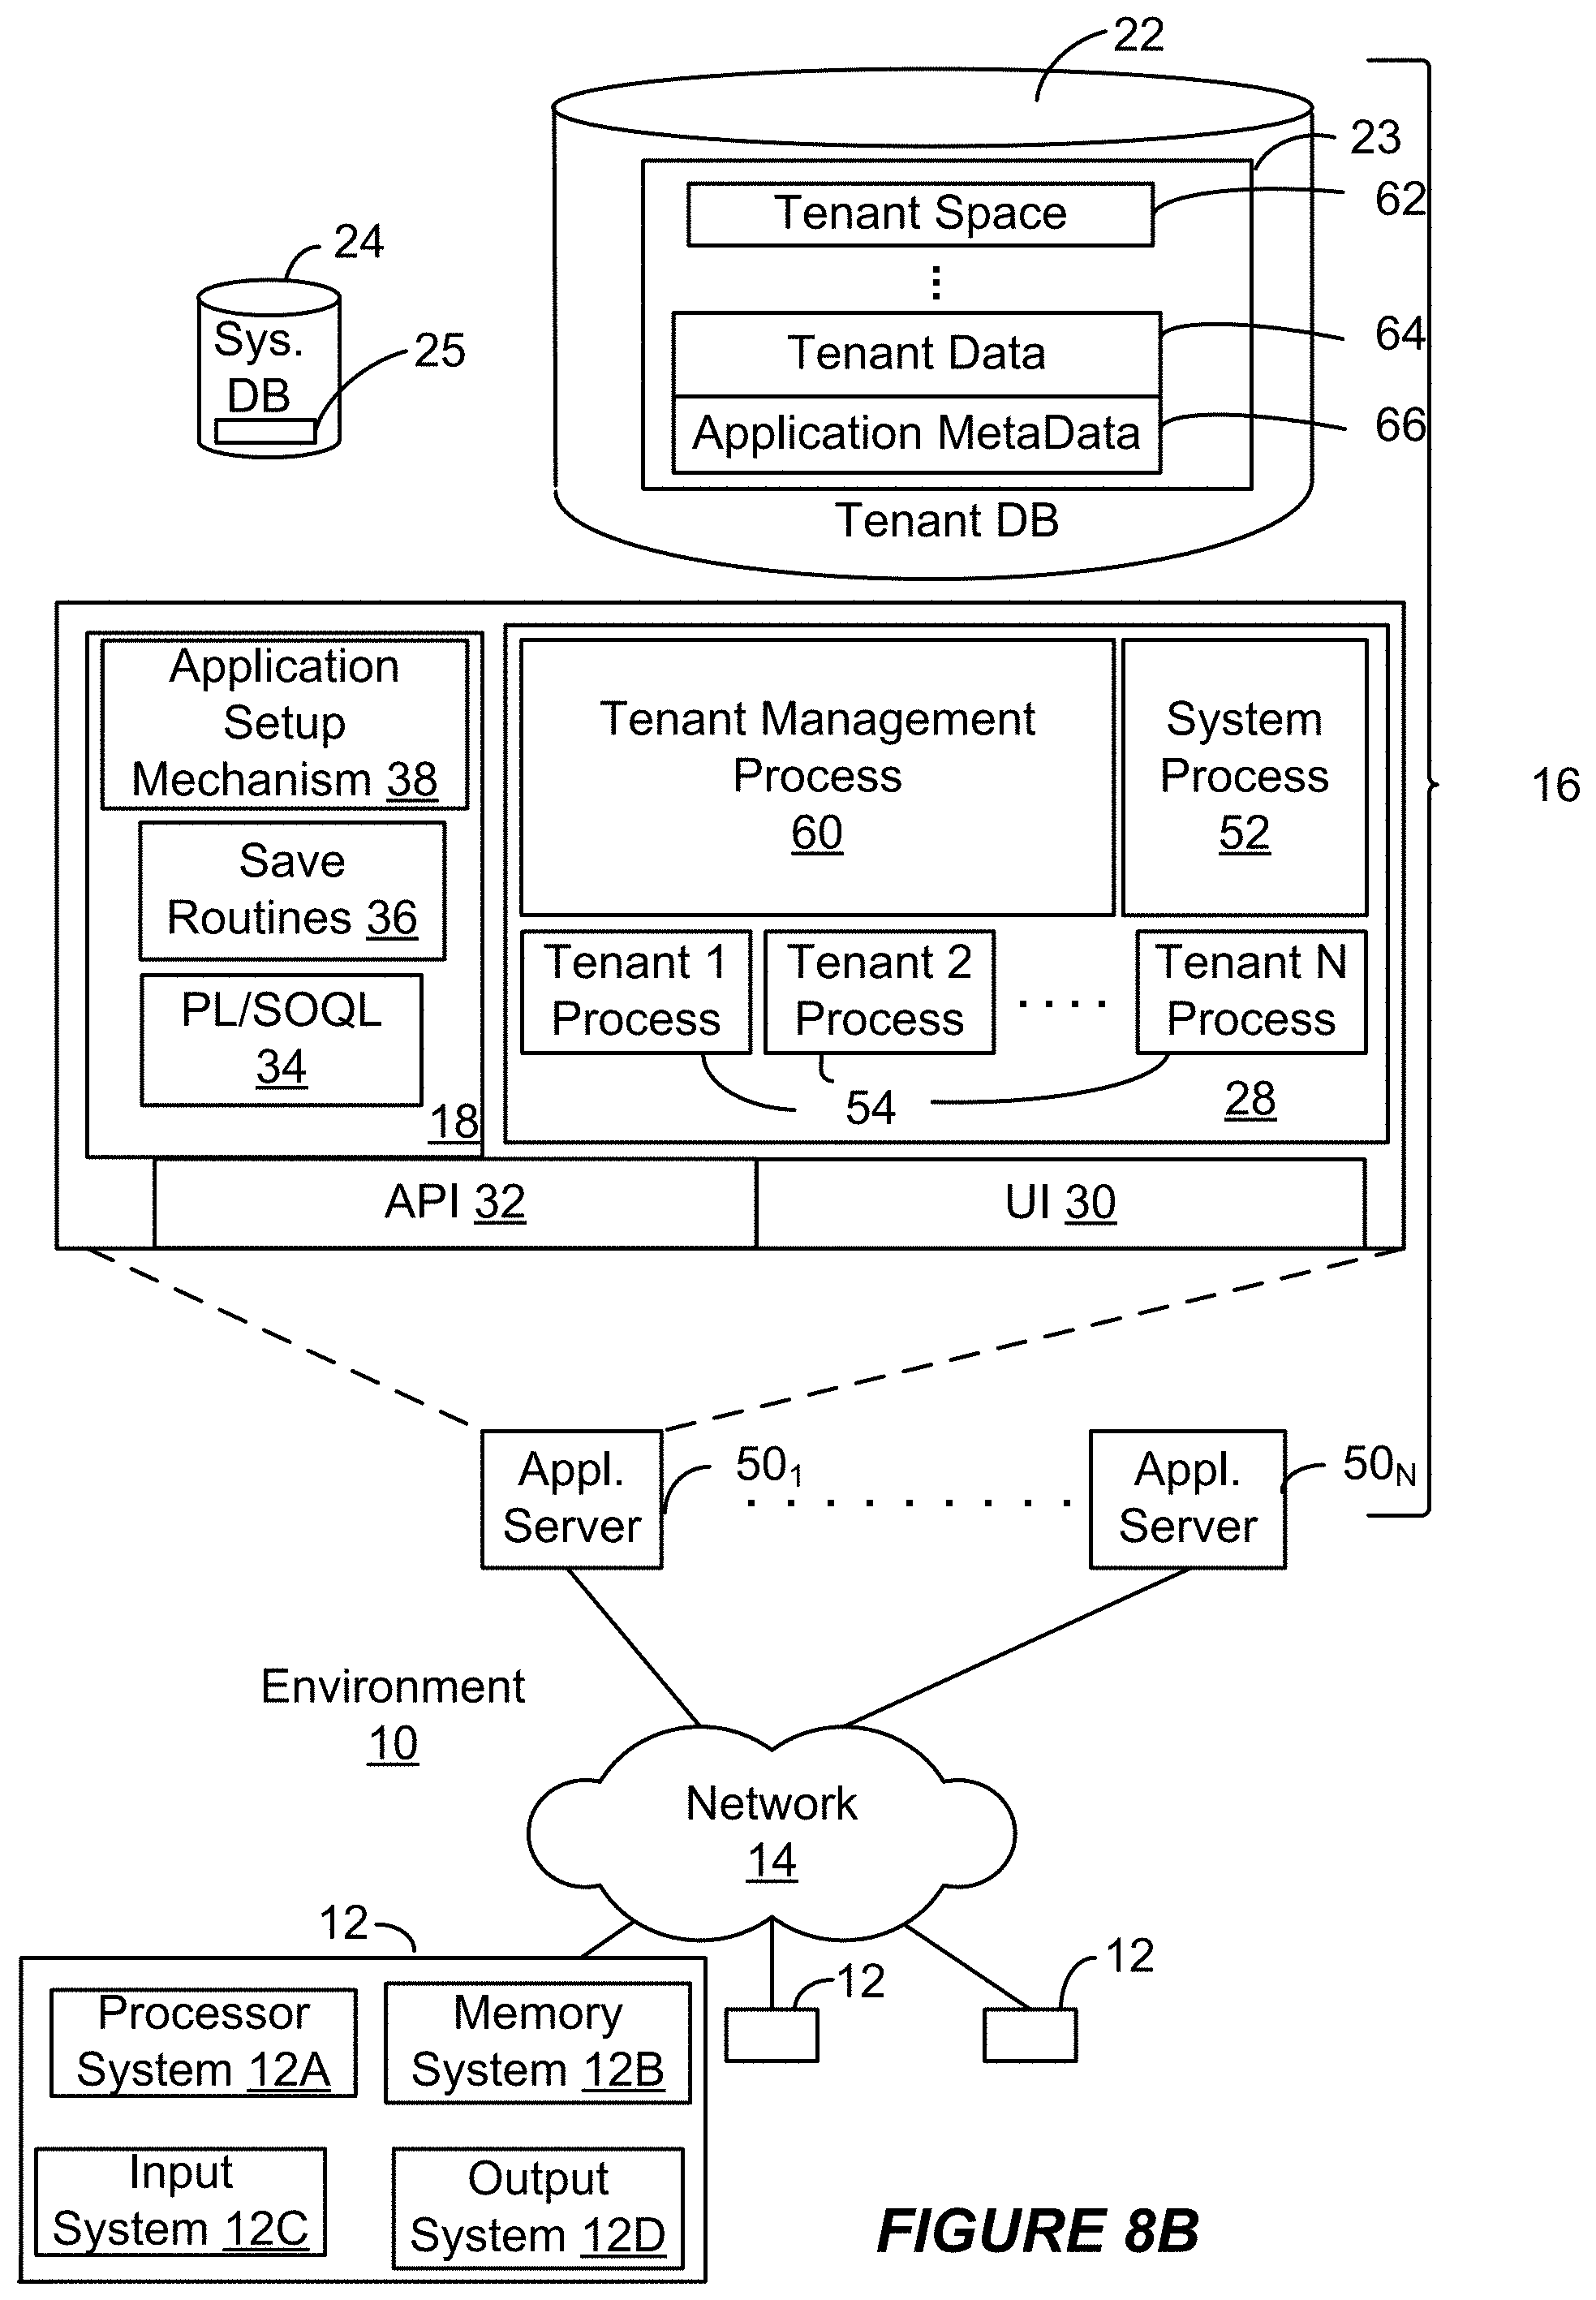 22
23
Tenant Space
62
24
Sys.
DB
25
Tenant Data
64
Application MetaData
66
Tenant DB
Application
Setup
Mechanism 38
Tenant Management
Process
60
System
Process
52
16
Save
Routines 36
Tenant 1
Process
Tenant 2
Process
. . . .
Tenant N
Process
PL/SOQL
34
18
54
28
API 32
UI 30
Appl.
Server
50₁
. . . . . . . . .
Appl.
Server
50N
Environment
10
Network
14
12
12
12
Processor
System 12A
Memory
System 12B
Input
System 12C
Output
System 12D
FIGURE 8B